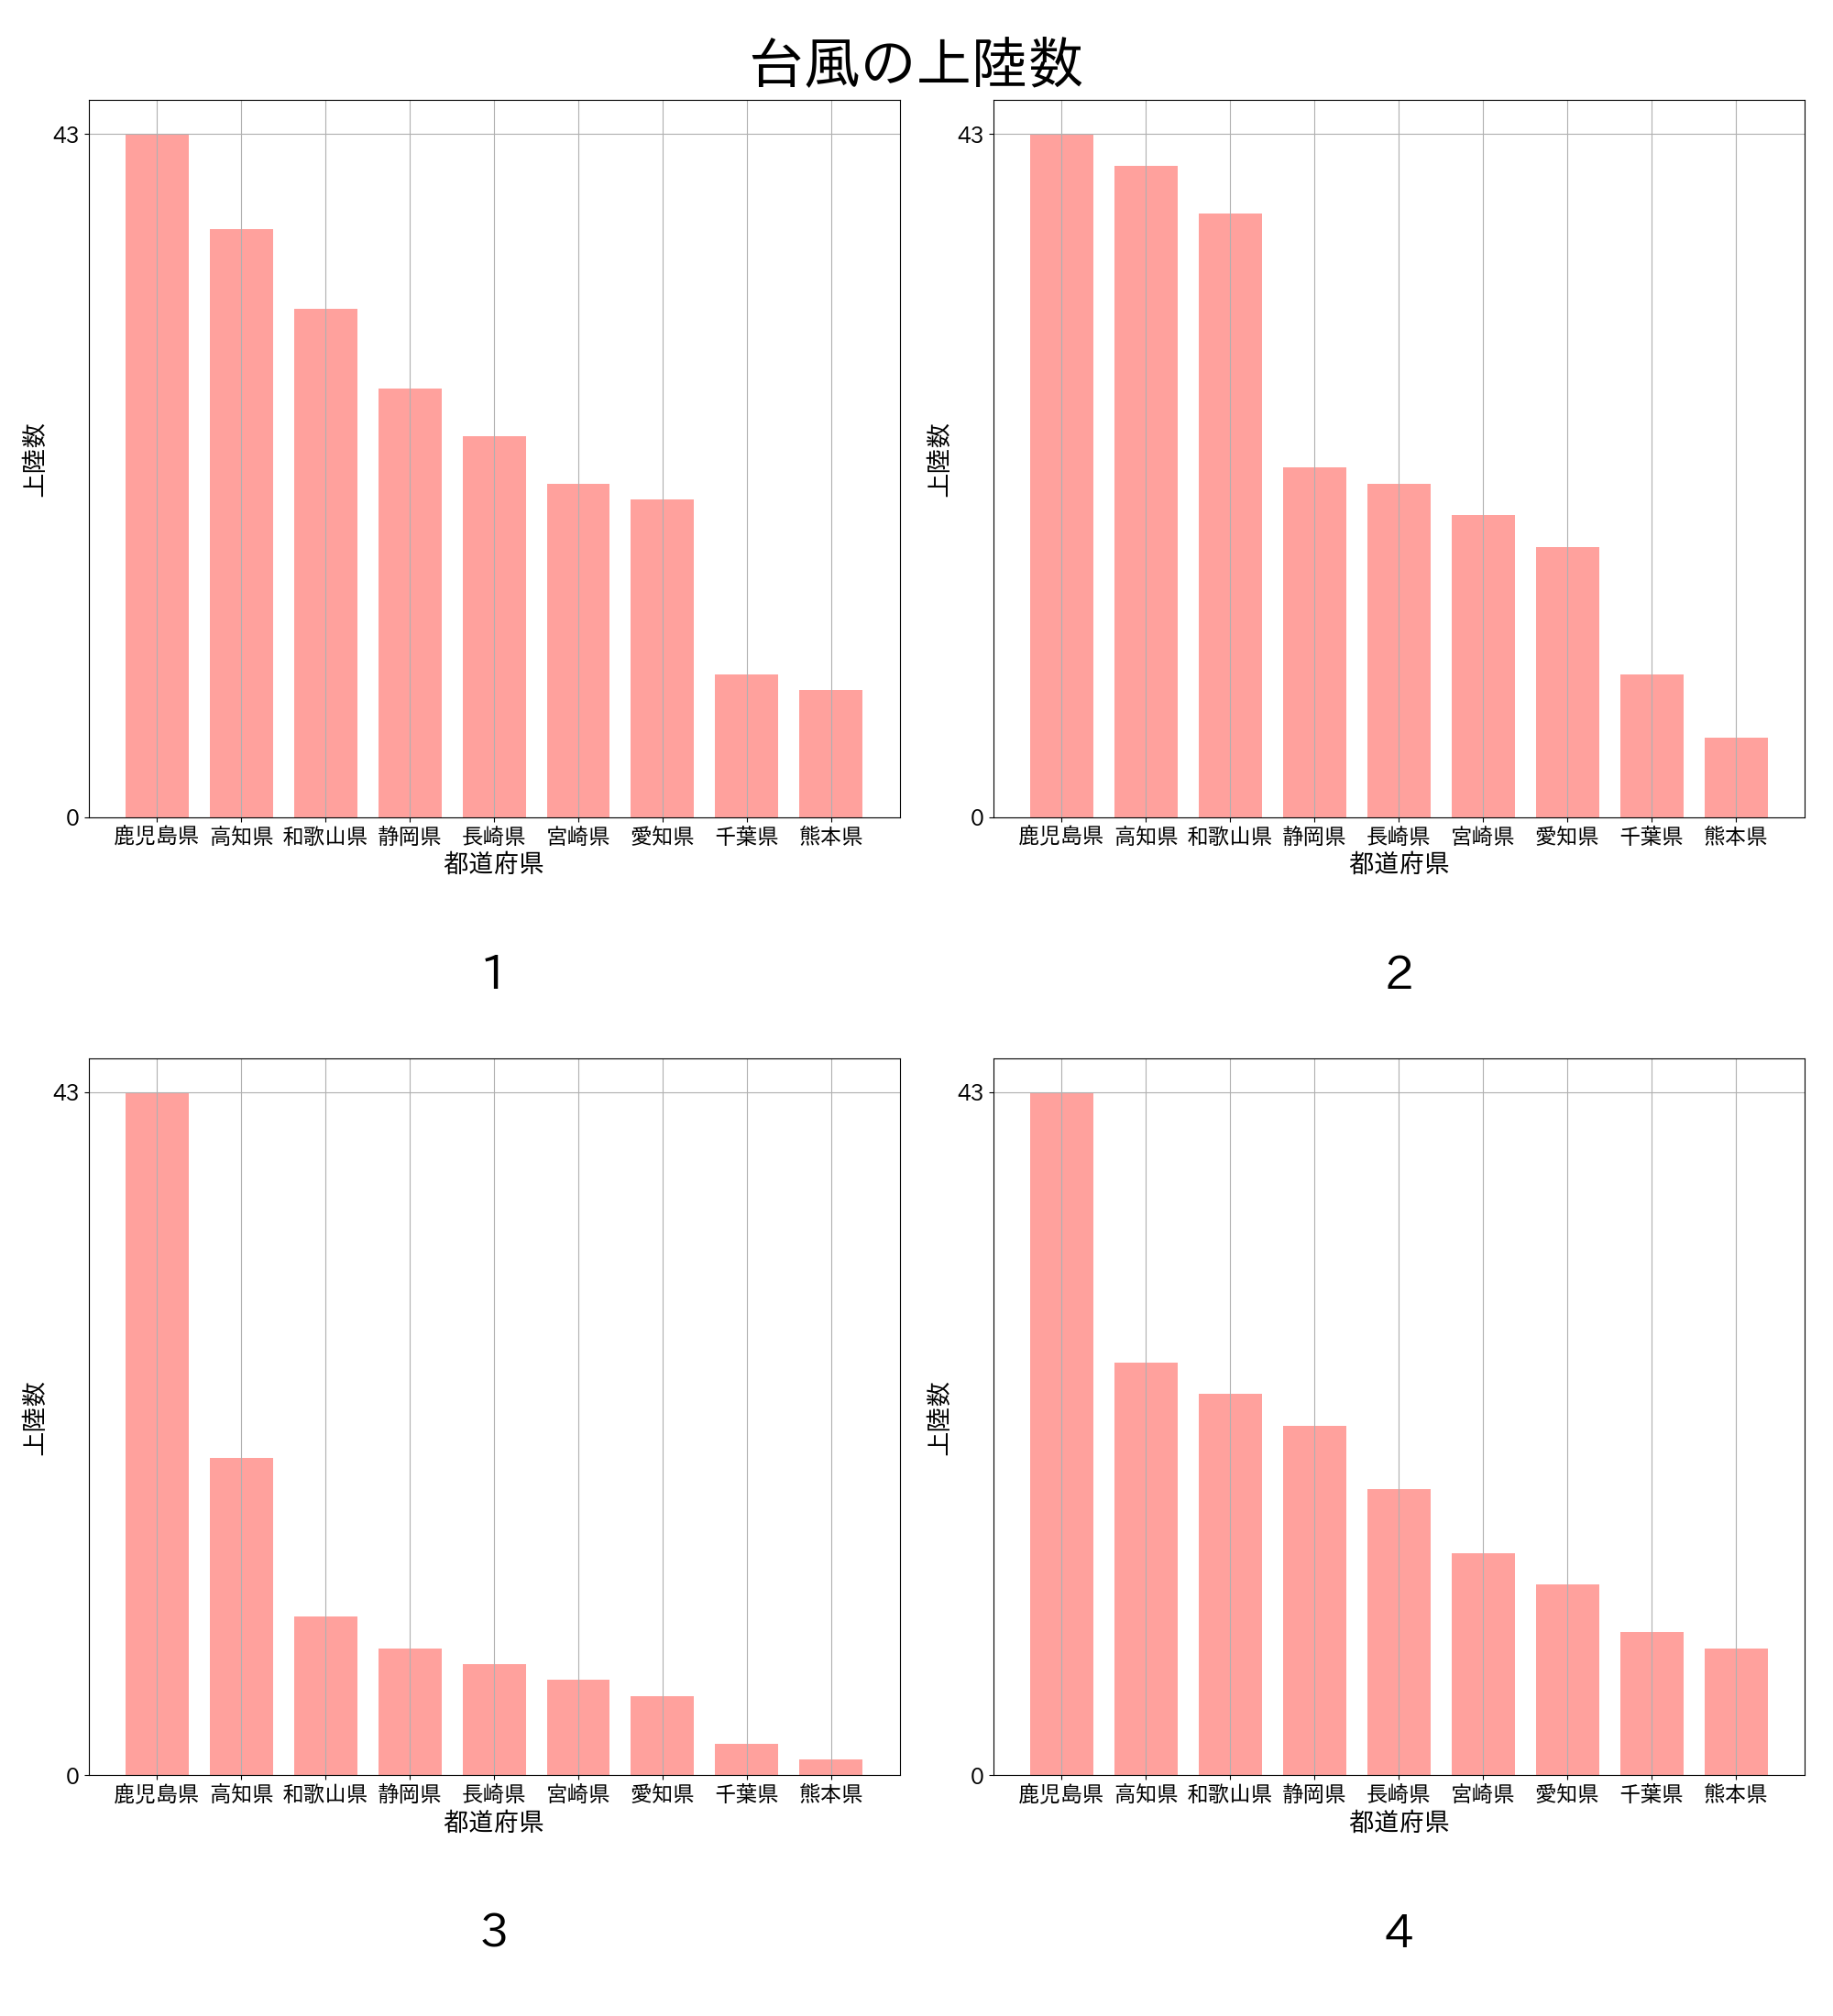 台風の上陸数
43
0
上陸数
鹿児島県 高知県 和歌山県 静岡県 長崎県 宮崎県 愛知県 千葉県 熊本県
都道府県
1
43
0
上陸数
鹿児島県 高知県 和歌山県 静岡県 長崎県 宮崎県 愛知県 千葉県 熊本県
都道府県
2
43
0
上陸数
鹿児島県 高知県 和歌山県 静岡県 長崎県 宮崎県 愛知県 千葉県 熊本県
都道府県
3
43
0
上陸数
鹿児島県 高知県 和歌山県 静岡県 長崎県 宮崎県 愛知県 千葉県 熊本県
都道府県
4